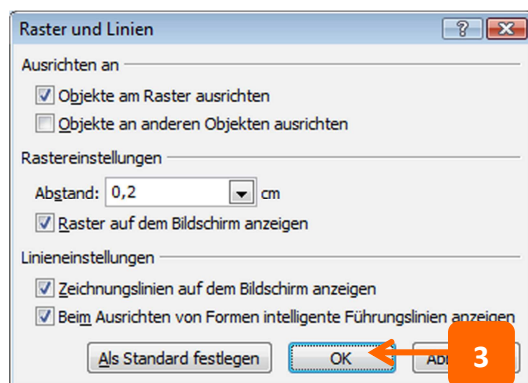 Raster und Linien
Ausrichten an
Objekte am Raster ausrichten
Objekte an anderen Objekten ausrichten
Rastereinstellungen
Abstand: 0,2 cm
Raster auf dem Bildschirm anzeigen
Linieneinstellungen
Zeichnungslinien auf dem Bildschirm anzeigen
Beim Ausrichten von Formen intelligente Führungslinien anzeigen
Als Standard festlegen OK 3